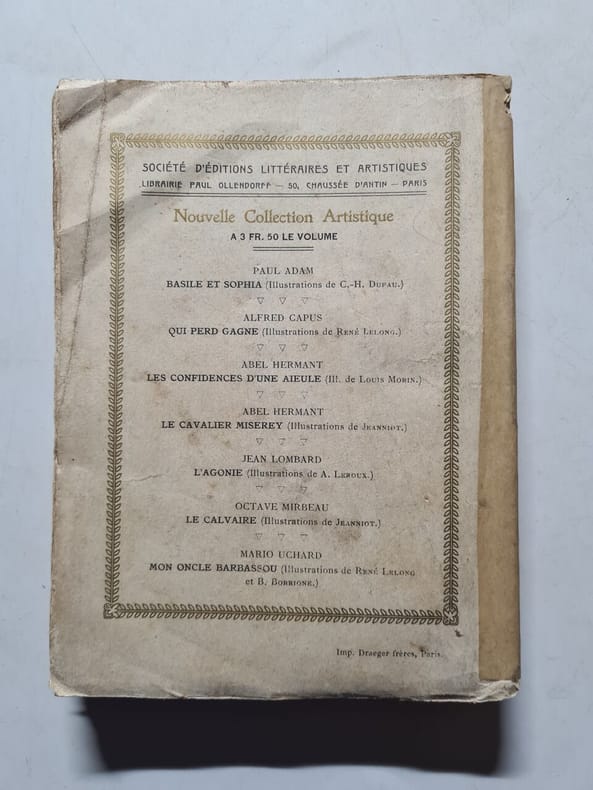 SOCIÉTÉ D'ÉDITIONS LITTÉRAIRES ET ARTISTIQUES
LIBRAIRIE PAUL OLLENDORFF — 50, CHAUSSÉE D'ANTIN — PARIS
Nouvelle Collection Artistique
A 3 FR. 50 LE VOLUME
PAUL ADAM
BASILE ET SOPHIA (Illustrations de C.-H. Dufau.)
ALFRED CAPUS
QUI PERD GAGNE (Illustrations de René Lelong.)
ABEL HERMANT
LES CONFIDENCES D'UNE AIEULE (Ill. de Louis Morin.)
ABEL HERMANT
LE CAVALIER MISEREY (Illustrations de Jeanniot.)
JEAN LOMBARD
L'AGONIE (Illustrations de A. Leroux.)
OCTAVE MIRBEAU
LE CALVAIRE (Illustrations de Jeanniot.)
MARIO UCHARD
MON ONCLE BARBASSOU (Illustrations de René Lelong
et B. Borrione.)
Imp. Draeger frères, Paris.